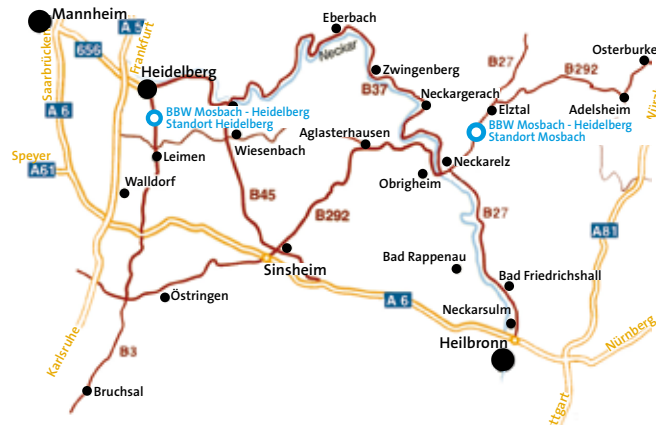 Mannheim
Eberbach
A 5
Frankfurt
Saarbrücken
656
Neckar
B27
Osterburke
Zwingenberg
B292
Heidelberg
B37
A 6
Neckargerach
Elztal
Adelsheim
BBW Mosbach - Heidelberg
Standort Heidelberg
BBW Mosbach - Heidelberg
Standort Mosbach
Aglasterhausen
Wiesenbach
Speyer
Leimen
Neckarelz
A61
Walldorf
Obrigheim
B45
B292
B27
A81
Bad Rappenau
Sinsheim
Bad Friedrichshall
Östringen
A 6
Neckarsulm
Karlsruhe
Heilbronn
Nürnberg
B3
Bruchsal
ttgart